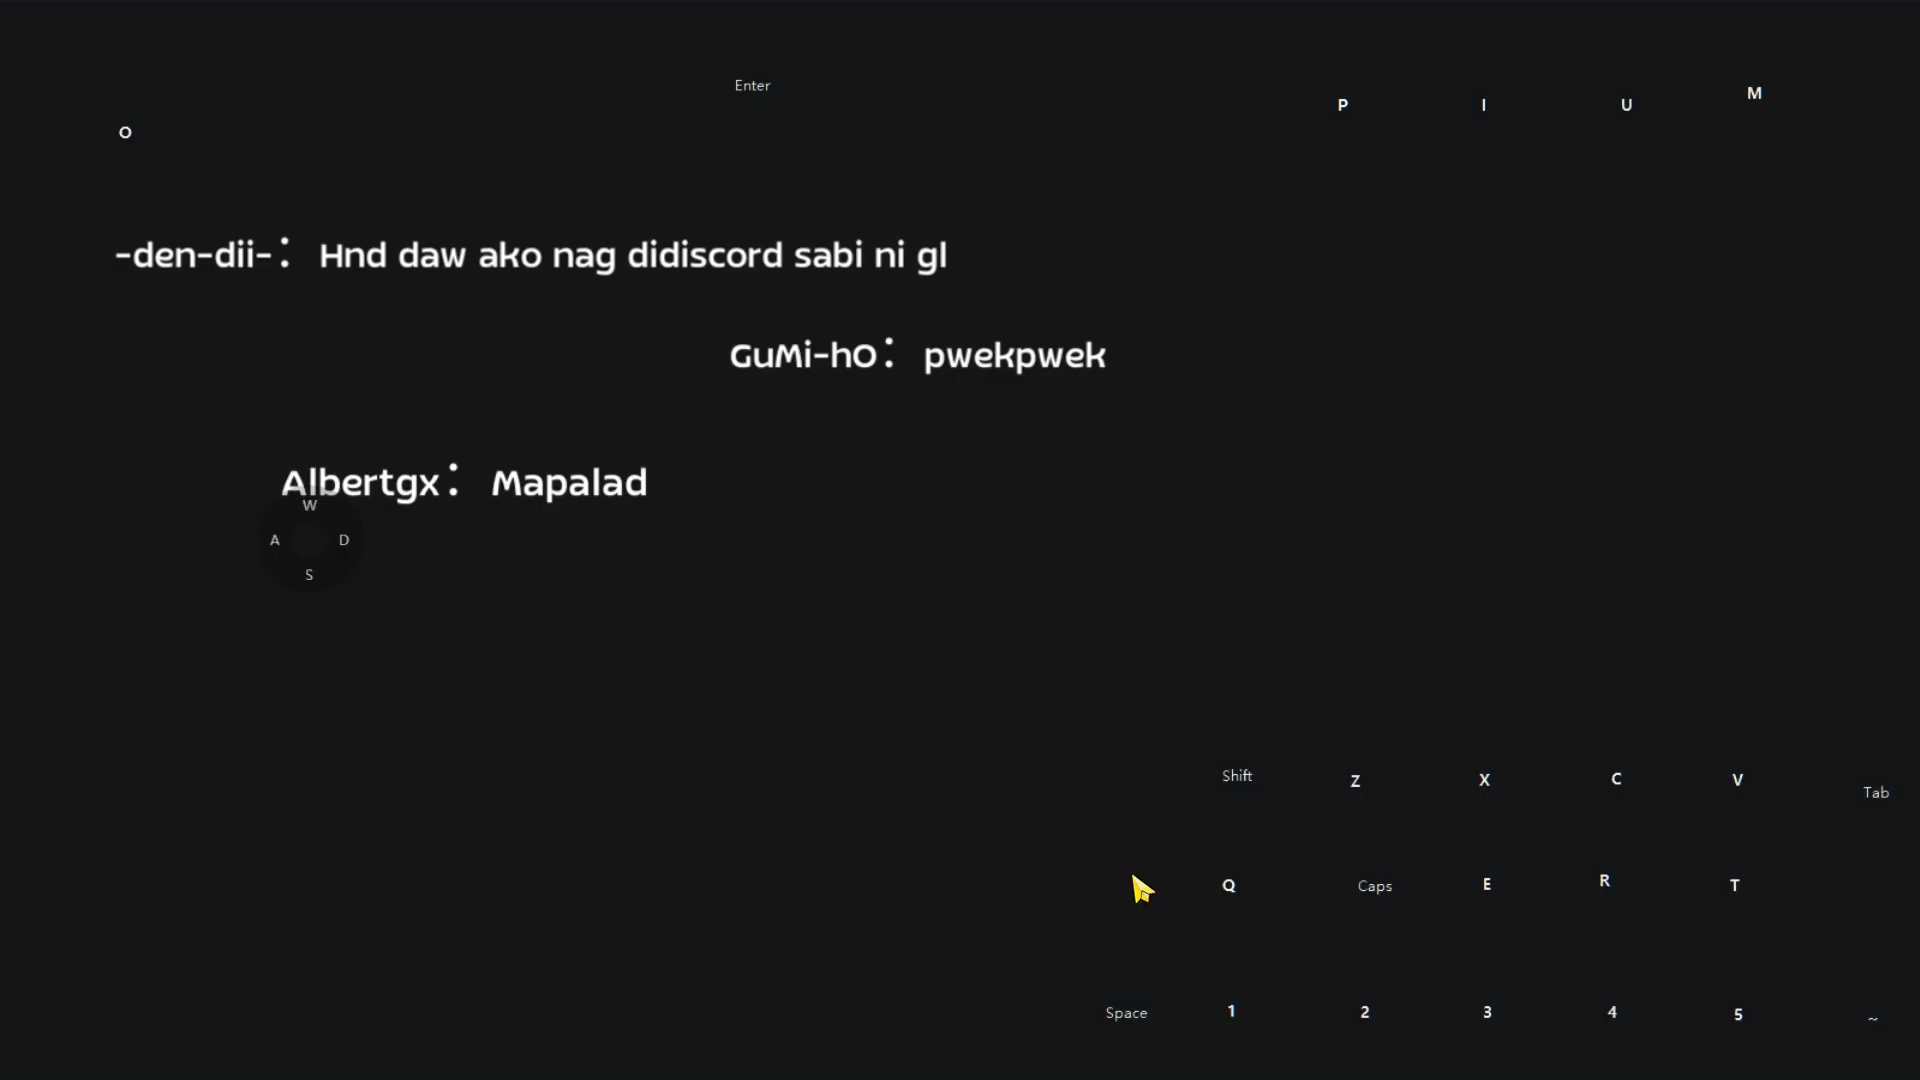 Enter
P I U M
O
-den-dii-： Hnd daw ako nag didiscord sabi ni gl
GuMi-hO： pwekpwek
Albertgx： Mapalad
W
A D
S
Shift Z X C V Tab
Q Caps E R T
Space 1 2 3 4 5 ~